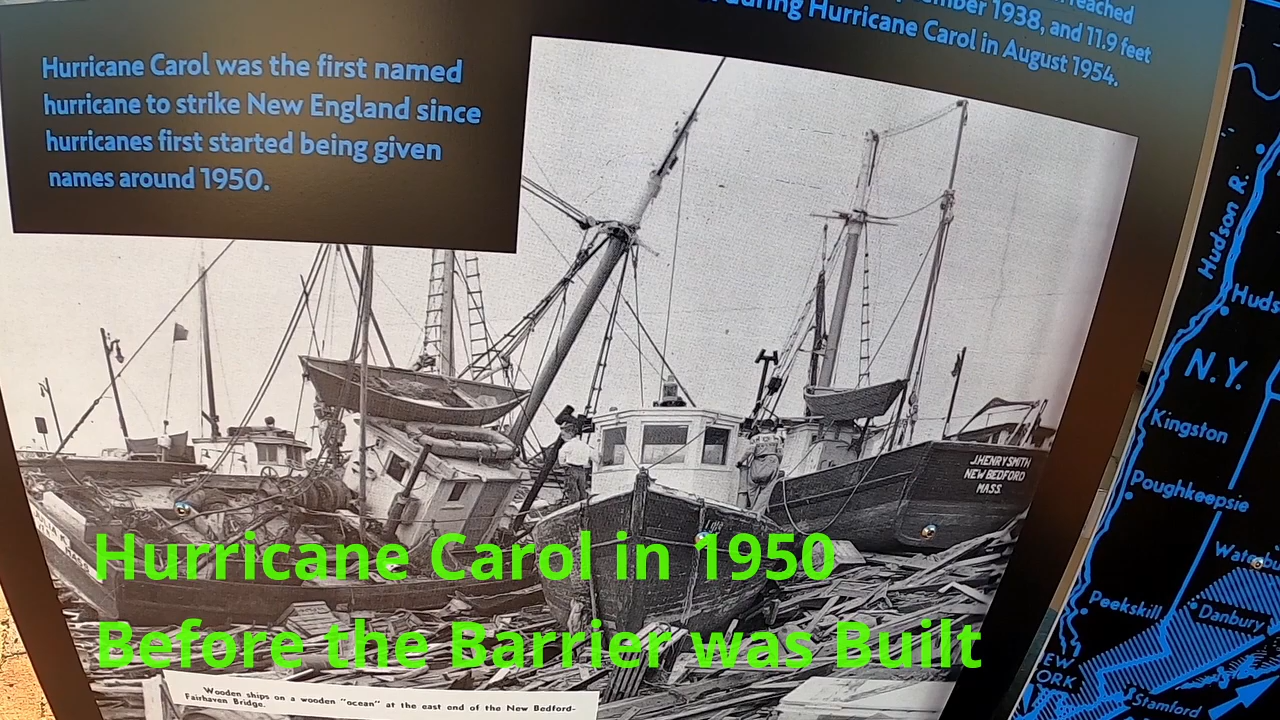 reached
1938, and 11.9 feet
during Hurricane Carol in August 1954.
Hurricane Carol was the first named
hurricane to strike New England since
hurricanes first started being given
names around 1950.
J. HENRY SMITH
NEW BEDFORD
MASS.
Hudson R.
N.Y.
Kingston
Poughkeepsie
Peekskill
Danbury
Stamford
Hurricane Carol in 1950
Before the Barrier was Built
Wooden ships on a wooden "ocean" at the east end of the New Bedford-
Fairhaven Bridge.